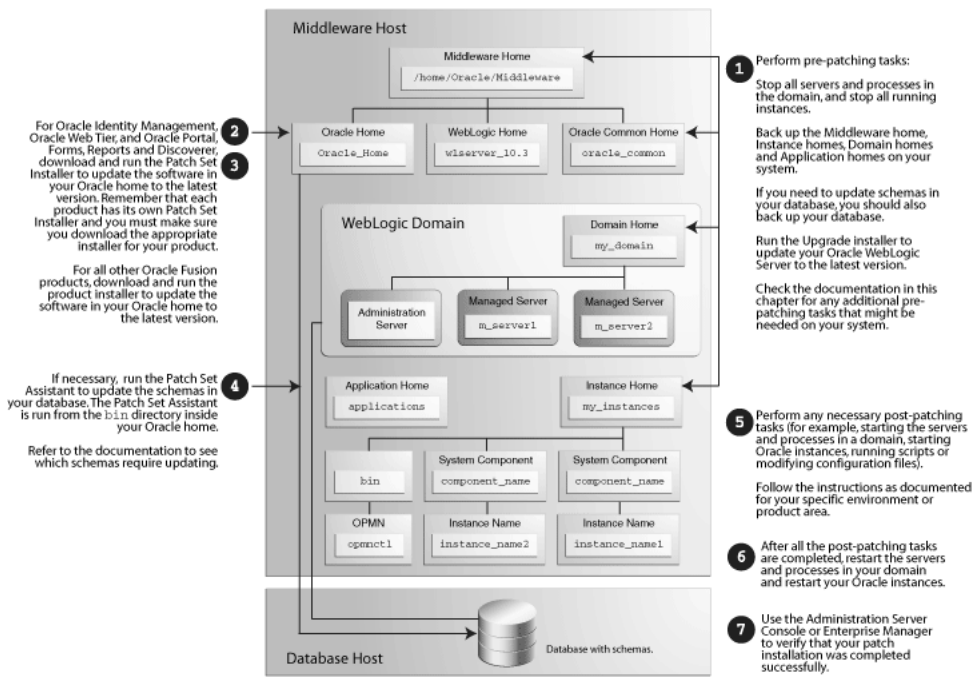 Middleware Host
Middleware Home
/home/Oracle/Middleware
Oracle Home
Oracle_Home
WebLogic Home
wlserver_10.3
Oracle Common Home
oracle_common
WebLogic Domain
Domain Home
my_domain
Administration
Server
Managed Server
m_server1
Managed Server
m_server2
Application Home
applications
Instance Home
my_instances
bin
System Component
component_name
System Component
component_name
OPMN
opmnctl
Instance Name
instance_name2
Instance Name
instance_name1
Database Host
Database with schemas.
1
Perform pre-patching tasks:
Stop all servers and processes in
the domain, and stop all running
instances.
Back up the Middleware home,
Instance homes, Domain homes
and Application homes on your
system.
If you need to update schemas in
your database, you should also
back up your database.
Run the Upgrade installer to
update your Oracle WebLogic
Server to the latest version.
Check the documentation in this
chapter for any additional pre-
patching tasks that might be
needed on your system.
2
3
For Oracle Identity Management,
Oracle Web Tier, and Oracle Portal,
Forms, Reports and Discoverer,
download and run the Patch Set
Installer to update the software in
your Oracle home to the latest
version. Remember that each
product has its own Patch Set
Installer and you must make sure
you download the appropriate
installer for your product.
For all other Oracle Fusion
products, download and run the
product installer to update the
software in your Oracle home to
the latest version.
4
If necessary, run the Patch Set
Assistant to update the schemas in
your database. The Patch Set Assistant
is run from the bin directory inside
your Oracle home.
Refer to the documentation to see
which schemas require updating.
5
Perform any necessary post-patching
tasks (for example, starting the servers
and processes in a domain, starting
Oracle instances, running scripts or
modifying configuration files).
Follow the instructions as documented
for your specific environment or
product area.
6
After all the post-patching tasks
are completed, restart the servers
and processes in your domain
and restart your Oracle instances.
7
Use the Administration Server
Console or Enterprise Manager
to verify that your patch
installation was completed
successfully.